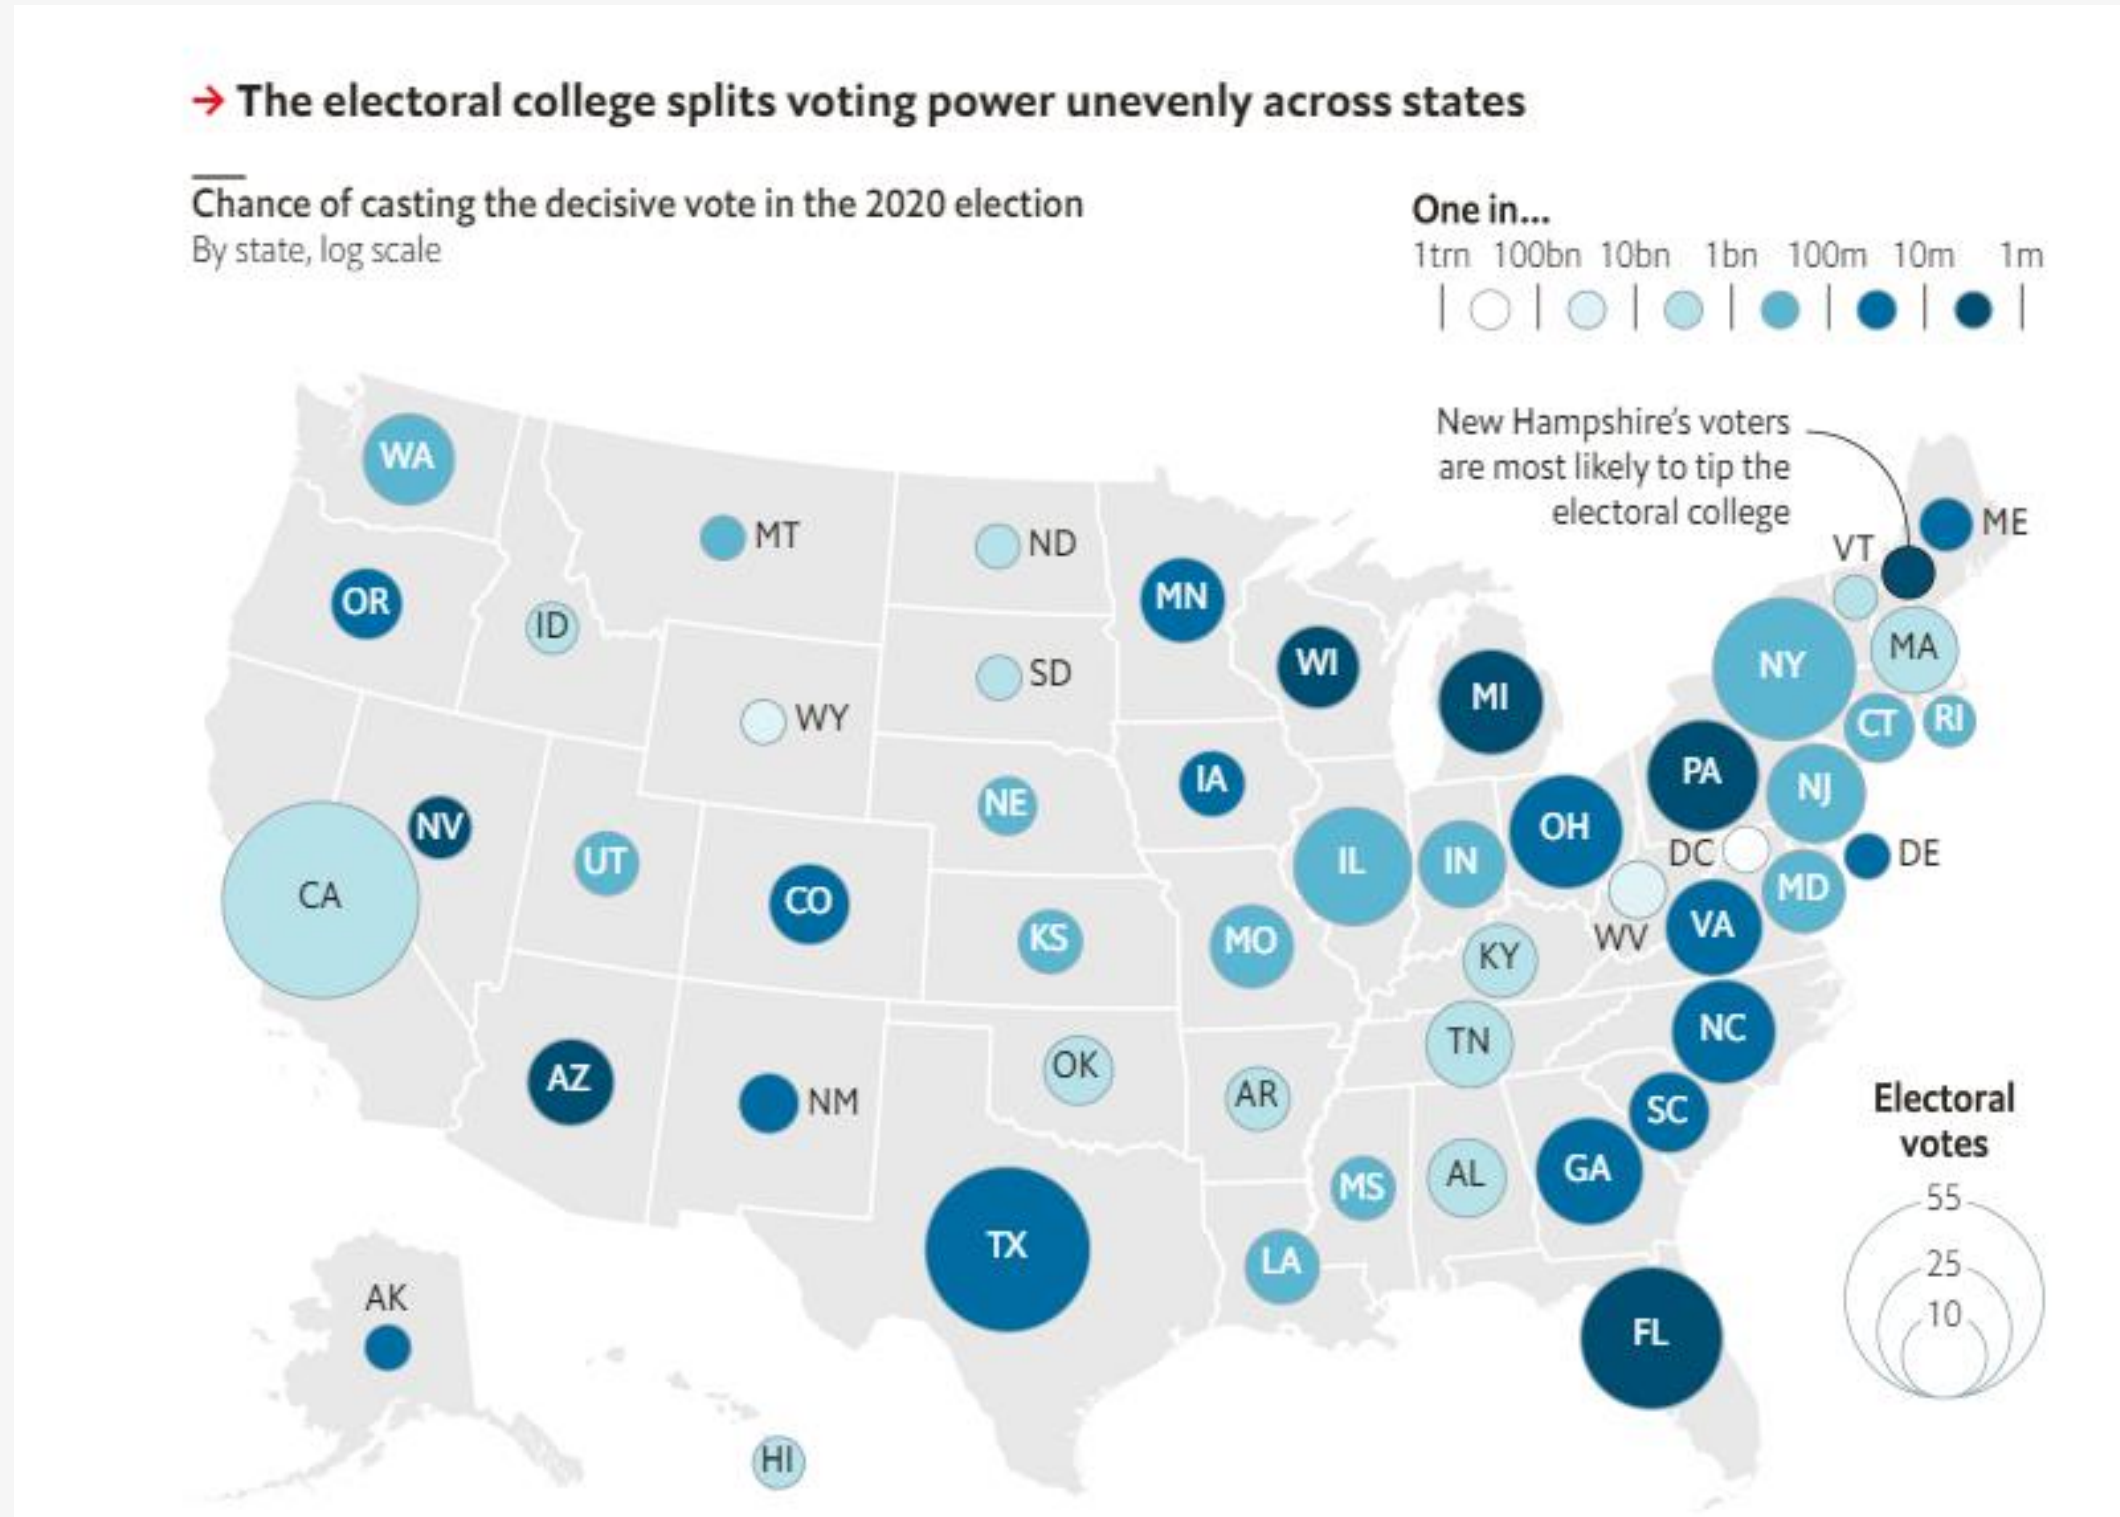 → The electoral college splits voting power unevenly across states
Chance of casting the decisive vote in the 2020 election
By state, log scale
One in...
1trn 100bn 10bn 1bn 100m 10m 1m
New Hampshire's voters
are most likely to tip the
electoral college
WA
MT
ND
ME
VT
OR
ID
MN
SD
WI
MI
NY
MA
WY
CT
RI
NV
UT
NE
IA
PA
NJ
OH
CA
CO
IL
IN
DC
DE
MD
KS
MO
KY
WV
VA
AZ
NM
OK
AR
TN
NC
SC
MS
AL
GA
TX
LA
FL
AK
HI
Electoral
votes
55
25
10